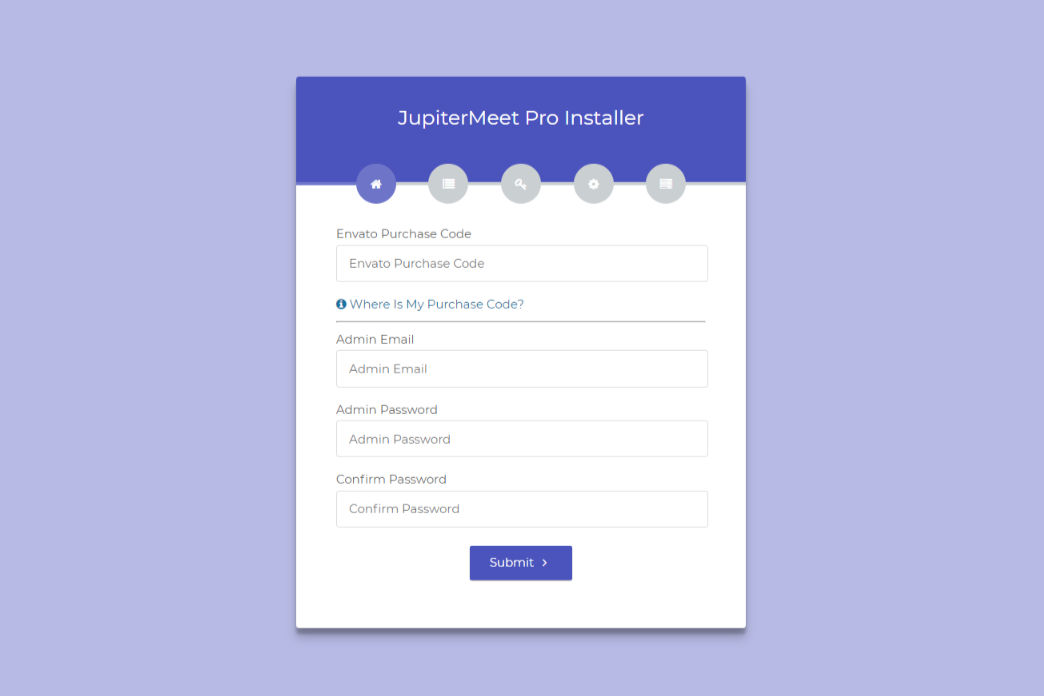 JupiterMeet Pro Installer
Envato Purchase Code
Envato Purchase Code
Where Is My Purchase Code?
Admin Email
Admin Email
Admin Password
Admin Password
Confirm Password
Confirm Password
Submit